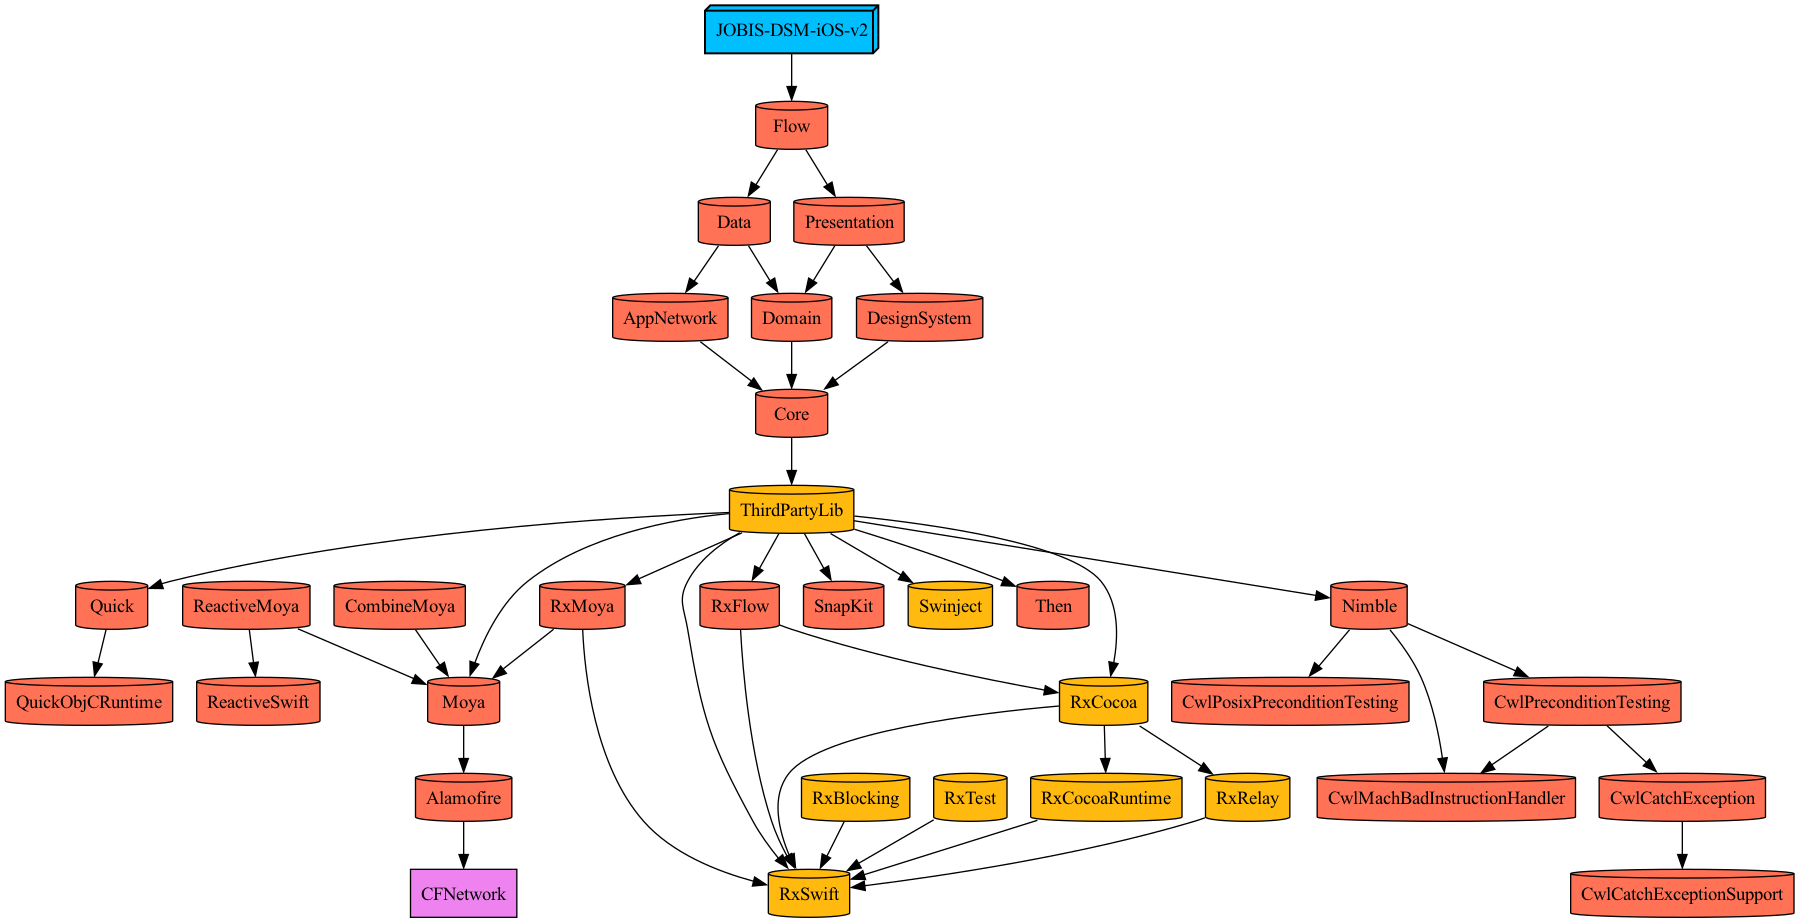 JOBIS-DSM-iOS-v2
Flow
Data
Presentation
AppNetwork
Domain
DesignSystem
Core
ThirdPartyLib
Quick
ReactiveMoya
CombineMoya
RxMoya
RxFlow
SnapKit
Swinject
Then
Nimble
QuickObjCRuntime
ReactiveSwift
Moya
RxCocoa
CwlPosixPreconditionTesting
CwlPreconditionTesting
Alamofire
RxBlocking
RxTest
RxCocoaRuntime
RxRelay
CwlMachBadInstructionHandler
CwlCatchException
CFNetwork
RxSwift
CwlCatchExceptionSupport